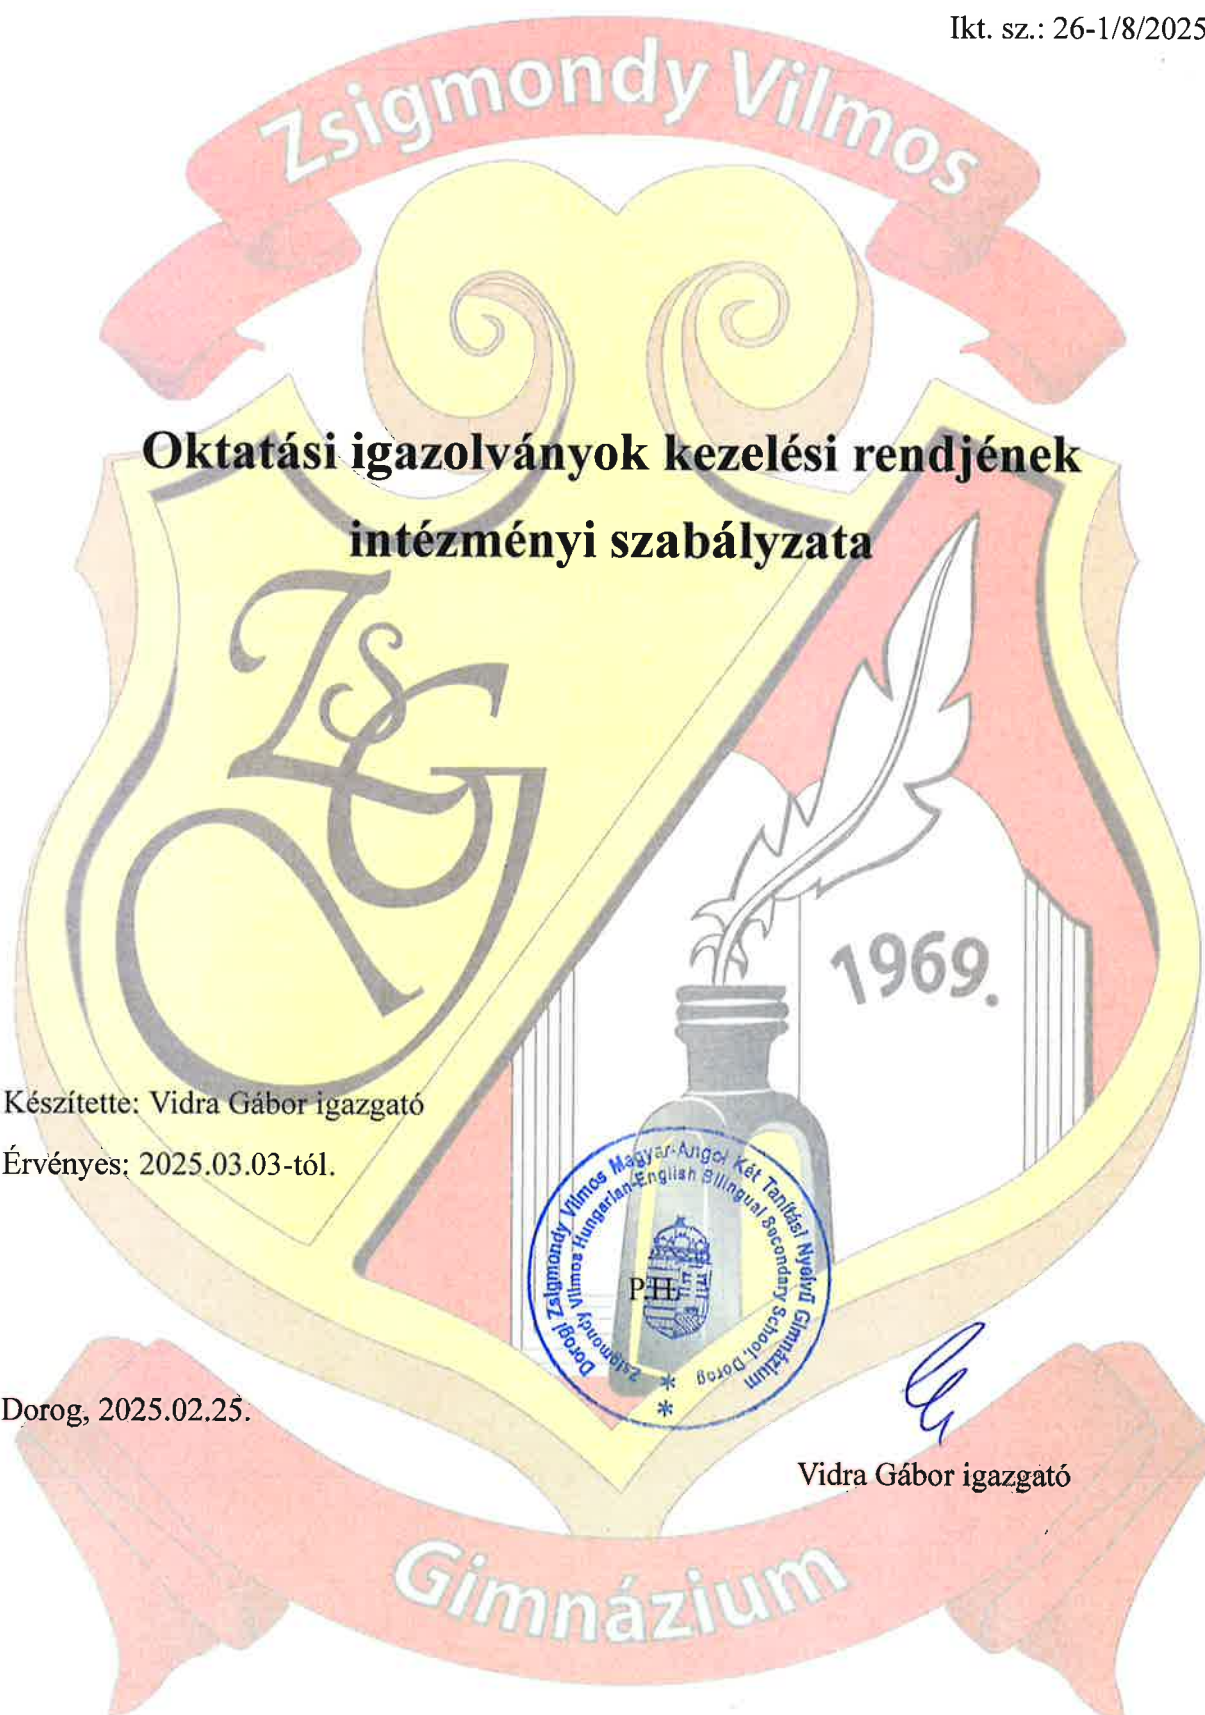 Ikt. sz.: 26-1/8/2025
Zsigmondy Vilmos
Oktatási igazolványok kezelési rendjének
intézményi szabályzata
ZsG
1969.
Készítette: Vidra Gábor igazgató
Érvényes: 2025.03.03-tól.
Dorogi Zsigmondy Vilmos Magyar-Angol Két Tanítási Nyelvű Gimnázium
Zsigmondy Vilmos Hungarian-English Bilingual Secondary School, Dorog
P.H.
* *
Dorog, 2025.02.25.
Vidra Gábor igazgató
Gimnázium